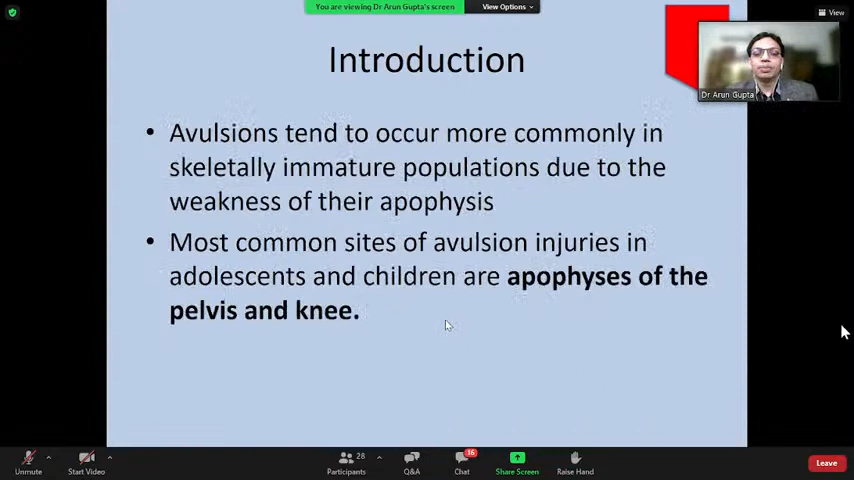 You are viewing Dr Arun Gupta's screen
View Options
View
Introduction
Dr Arun Gupta
• Avulsions tend to occur more commonly in
skeletally immature populations due to the
weakness of their apophysis
• Most common sites of avulsion injuries in
adolescents and children are apophyses of the
pelvis and knee.
28
16
Unmute
Start Video
Participants
Q&A
Chat
Share Screen
Raise Hand
Leave